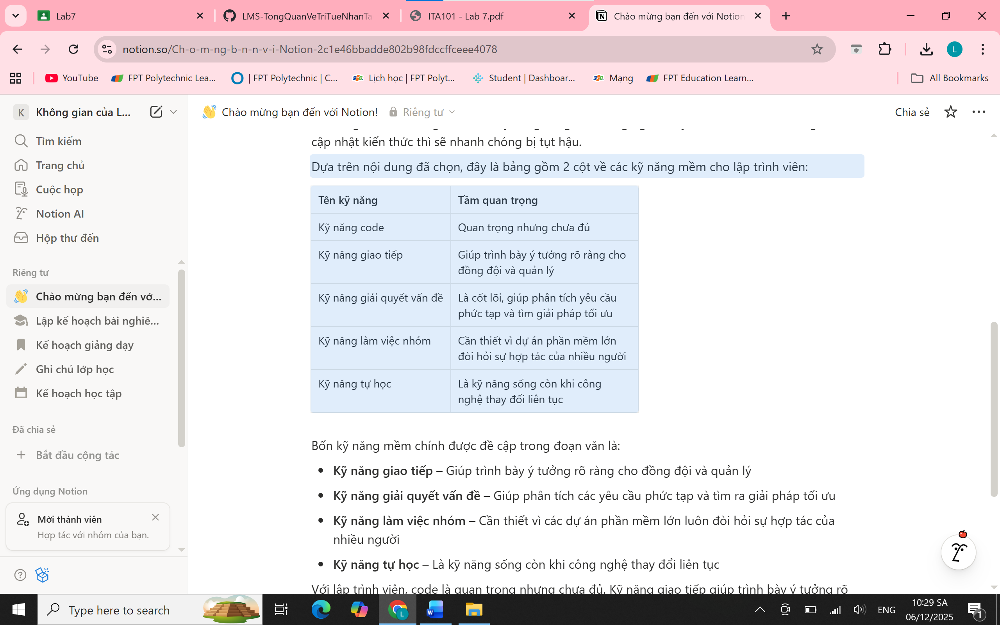 Lab7
LMS-TongQuanVeTriTueNhanTa
ITA101 - Lab 7.pdf
Chào mừng bạn đến với Notion
notion.so/Ch-o-m-ng-b-n-n-v-i-Notion-2c1e46bbadde802b98fdccffceee4078
L
YouTube
FPT Polytechnic Lea...
| FPT Polytechnic | C...
Lịch học | FPT Polyt...
Student | Dashboar...
Mạng
FPT Education Learn...
All Bookmarks
K
Không gian của L...
Tìm kiếm
Trang chủ
Cuộc họp
Notion AI
Hộp thư đến
Riêng tư
Chào mừng bạn đến vớ...
Lập kế hoạch bài nghiê...
Kế hoạch giảng dạy
Ghi chú lớp học
Kế hoạch học tập
Đã chia sẻ
Bắt đầu cộng tác
Ứng dụng Notion
Mời thành viên
Hợp tác với nhóm của bạn.
Chào mừng bạn đến với Notion!
Riêng tư
Chia sẻ
cập nhật kiến thức thì sẽ nhanh chóng bị tụt hậu.
Dựa trên nội dung đã chọn, đây là bảng gồm 2 cột về các kỹ năng mềm cho lập trình viên:
Tên kỹ năng
Tầm quan trọng
Kỹ năng code
Quan trọng nhưng chưa đủ
Kỹ năng giao tiếp
Giúp trình bày ý tưởng rõ ràng cho
đồng đội và quản lý
Kỹ năng giải quyết vấn đề
Là cốt lõi, giúp phân tích yêu cầu
phức tạp và tìm giải pháp tối ưu
Kỹ năng làm việc nhóm
Cần thiết vì dự án phần mềm lớn
đòi hỏi sự hợp tác của nhiều người
Kỹ năng tự học
Là kỹ năng sống còn khi công
nghệ thay đổi liên tục
Bốn kỹ năng mềm chính được đề cập trong đoạn văn là:
Kỹ năng giao tiếp – Giúp trình bày ý tưởng rõ ràng cho đồng đội và quản lý
Kỹ năng giải quyết vấn đề – Giúp phân tích các yêu cầu phức tạp và tìm ra giải pháp tối ưu
Kỹ năng làm việc nhóm – Cần thiết vì các dự án phần mềm lớn luôn đòi hỏi sự hợp tác của
nhiều người
Kỹ năng tự học – Là kỹ năng sống còn khi công nghệ thay đổi liên tục
Với lập trình viên, code là quan trọng nhưng chưa đủ. Kỹ năng giao tiếp giúp trình bày ý tưởng rõ
Type here to search
ENG
10:29 SA
06/12/2025
1